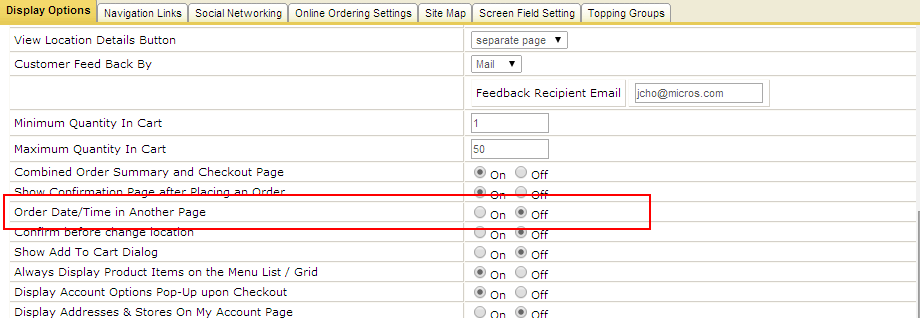 Display Options Navigation Links Social Networking Online Ordering Settings Site Map Screen Field Setting Topping Groups
View Location Details Button separate page
Customer Feed Back By Mail
Feedback Recipient Email jcho@micros.com
Minimum Quantity In Cart 1
Maximum Quantity In Cart 50
Combined Order Summary and Checkout Page On Off
Show Confirmation Page after Placing an Order On Off
Order Date/Time in Another Page On Off
Confirm before change location On Off
Show Add To Cart Dialog On Off
Always Display Product Items on the Menu List / Grid On Off
Display Account Options Pop-Up upon Checkout On Off
Display Addresses & Stores On My Account Page On Off